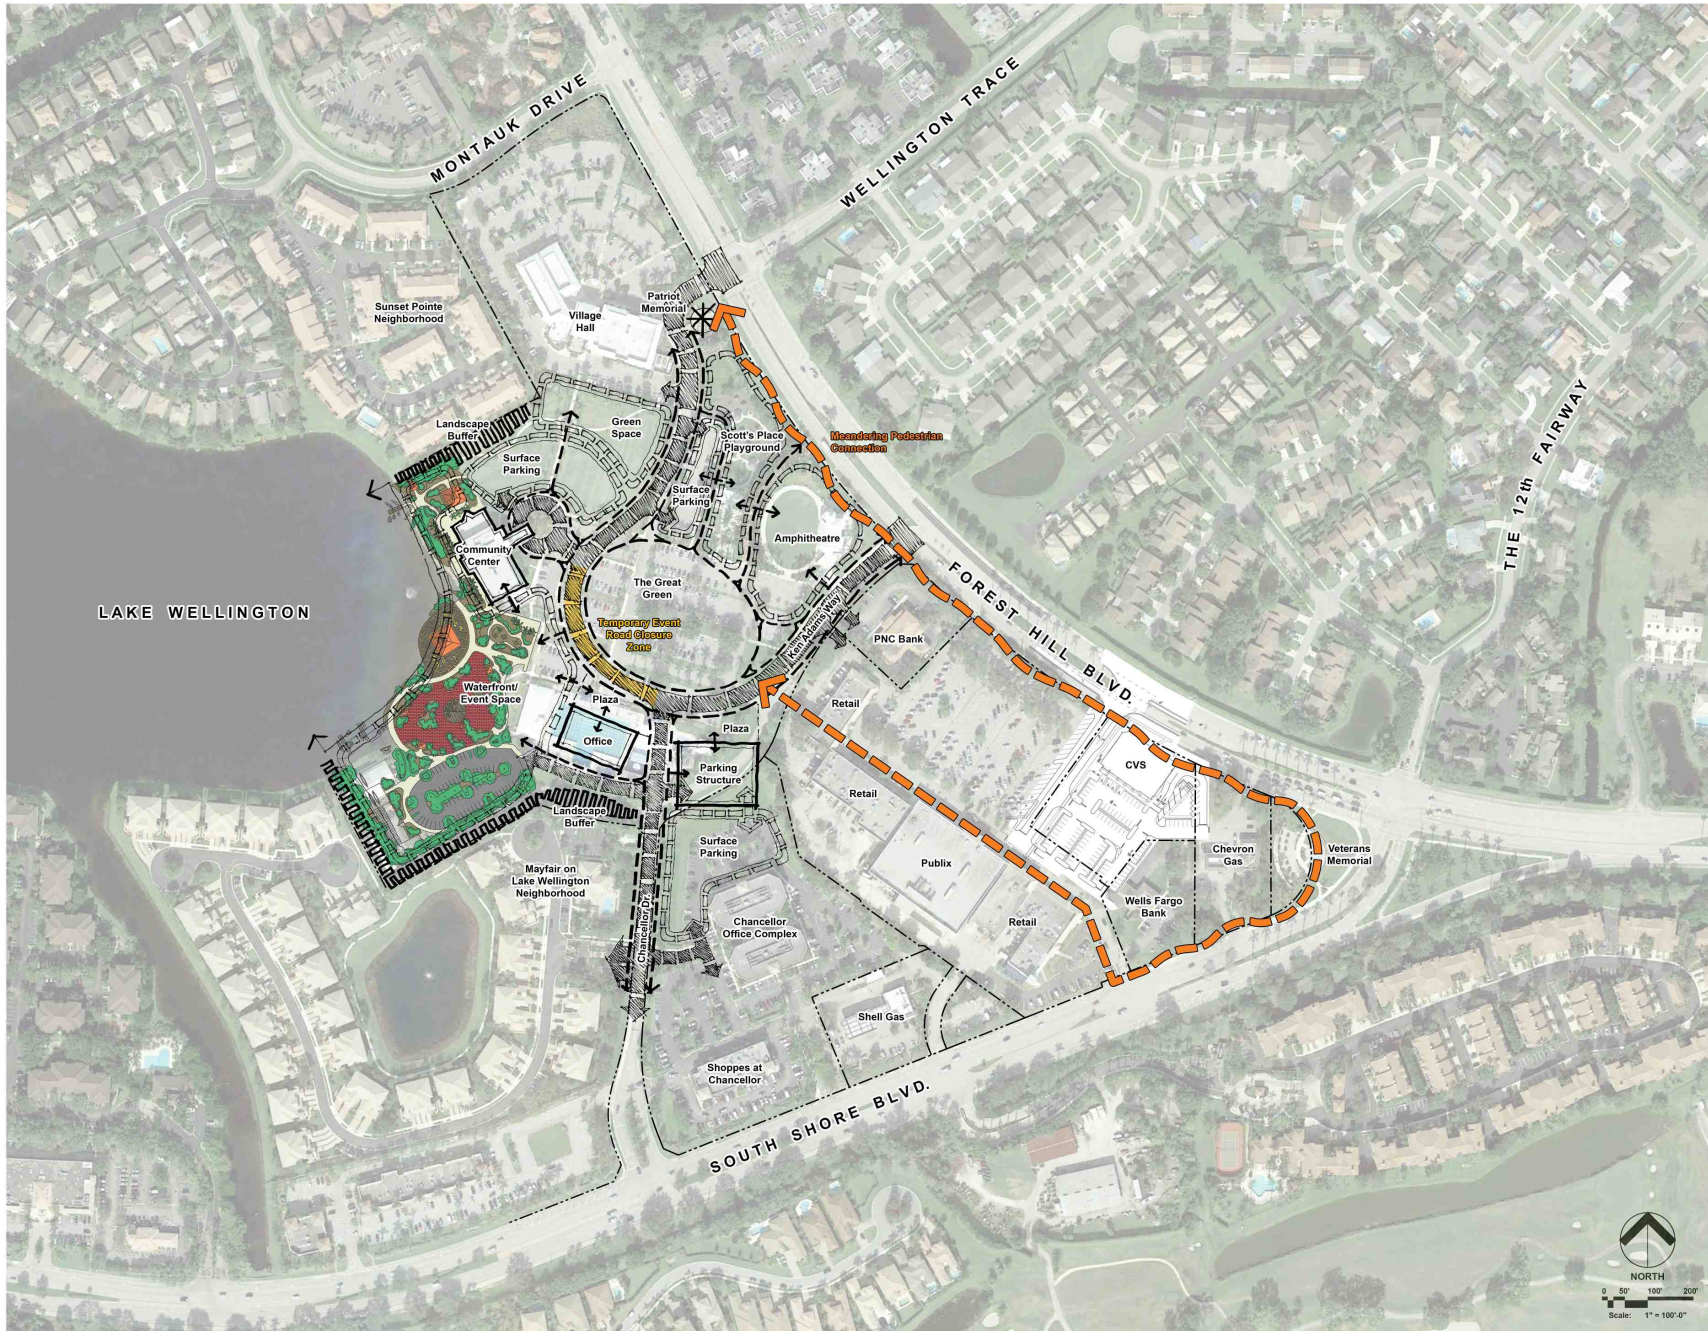 MONTAUK DRIVE
WELLINGTON TRACE
Sunset Pointe
Neighborhood
Village
Hall
Patriot
Memorial
Landscape
Buffer
Green
Space
Surface
Parking
Scott's Place
Playground
Meandering Pedestrian
Connection
Surface
Parking
Community
Center
Amphitheatre
THE 12th FAIRWAY
LAKE WELLINGTON
The Great
Green
Temporary Event
Road Closure
Zone
Ken Adams Way
FOREST HILL BLVD.
PNC Bank
Waterfront/
Event Space
Plaza
Office
Plaza
Retail
Parking
Structure
Retail
CVS
Landscape
Buffer
Surface
Parking
Publix
Chevron
Gas
Veterans
Memorial
Mayfair on
Lake Wellington
Neighborhood
Chancellor Dr.
Chancellor
Office Complex
Retail
Wells Fargo
Bank
Shell Gas
Shoppes at
Chancellor
SOUTH SHORE BLVD.
NORTH
0 50' 100' 200'
Scale: 1" = 100'-0"